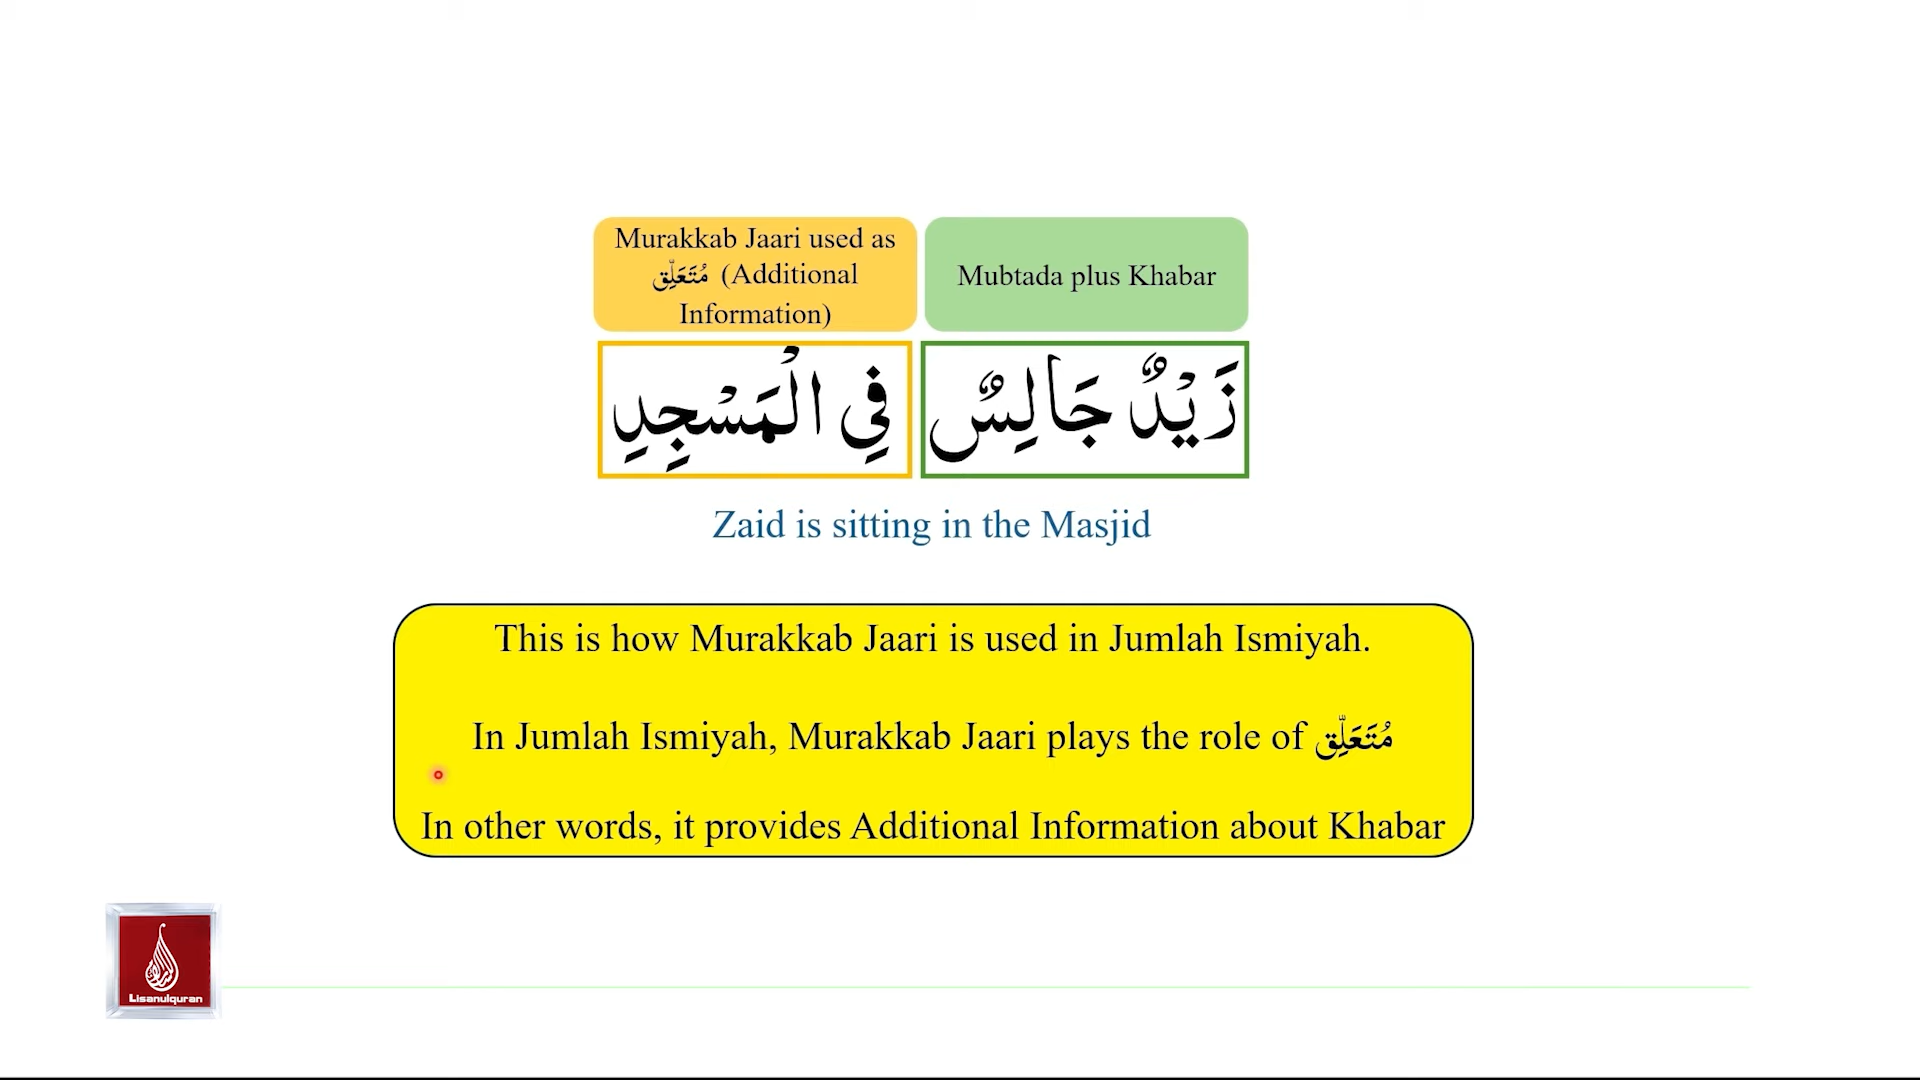 Murakkab Jaari used as
مُتَعَلِّق (Additional
Information)
Mubtada plus Khabar
زَيْدٌ جَالِسٌ
فِي الْمَسْجِدِ
Zaid is sitting in the Masjid
This is how Murakkab Jaari is used in Jumlah Ismiyah.
In Jumlah Ismiyah, Murakkab Jaari plays the role of مُتَعَلِّق
In other words, it provides Additional Information about Khabar
Lisanulquran